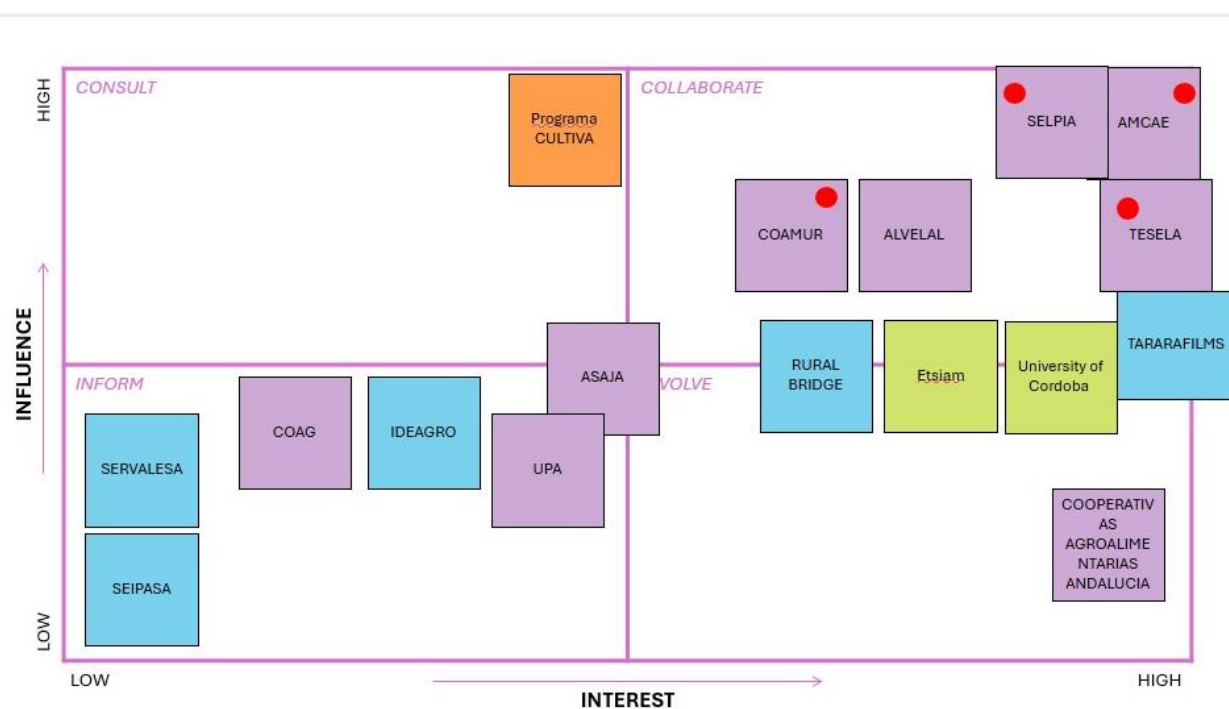 HIGH
CONSULT
Programa
CULTIVA
COLLABORATE
SELPIA
AMCAE
COAMUR
ALVELAL
TESELA
INFLUENCE
INFORM
ASAJA
VOLVE
RURAL
BRIDGE
Etsiam
University of
Cordoba
TARARAFILMS
SERVALESA
COAG
IDEAGRO
UPA
COOPERATIV
AS
AGROALIME
NTARIAS
ANDALUCIA
SEIPASA
LOW
LOW
INTEREST
HIGH